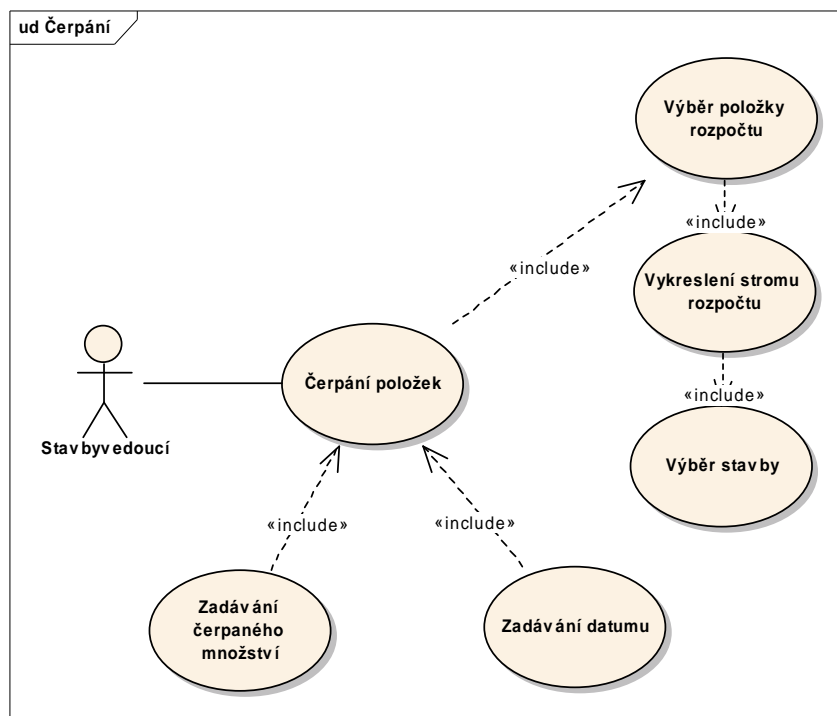 ud Čerpání
Výběr položky
rozpočtu
«include»
«include»
Vykreslení stromu
rozpočtu
Čerpání položek
«include»
Stavbyvedoucí
Výběr stavby
«include»
«include»
Zadávání
čerpaného
množství
Zadávání datumu